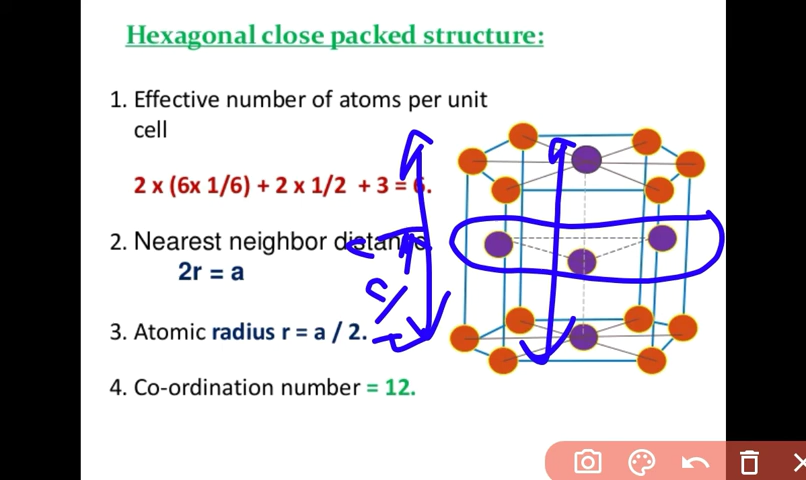 Hexagonal close packed structure:
1. Effective number of atoms per unit
cell
2 x (6x 1/6) + 2 x 1/2 + 3 = 6.
2. Nearest neighbor distance.
2r = a
3. Atomic radius r = a / 2.
4. Co-ordination number = 12.